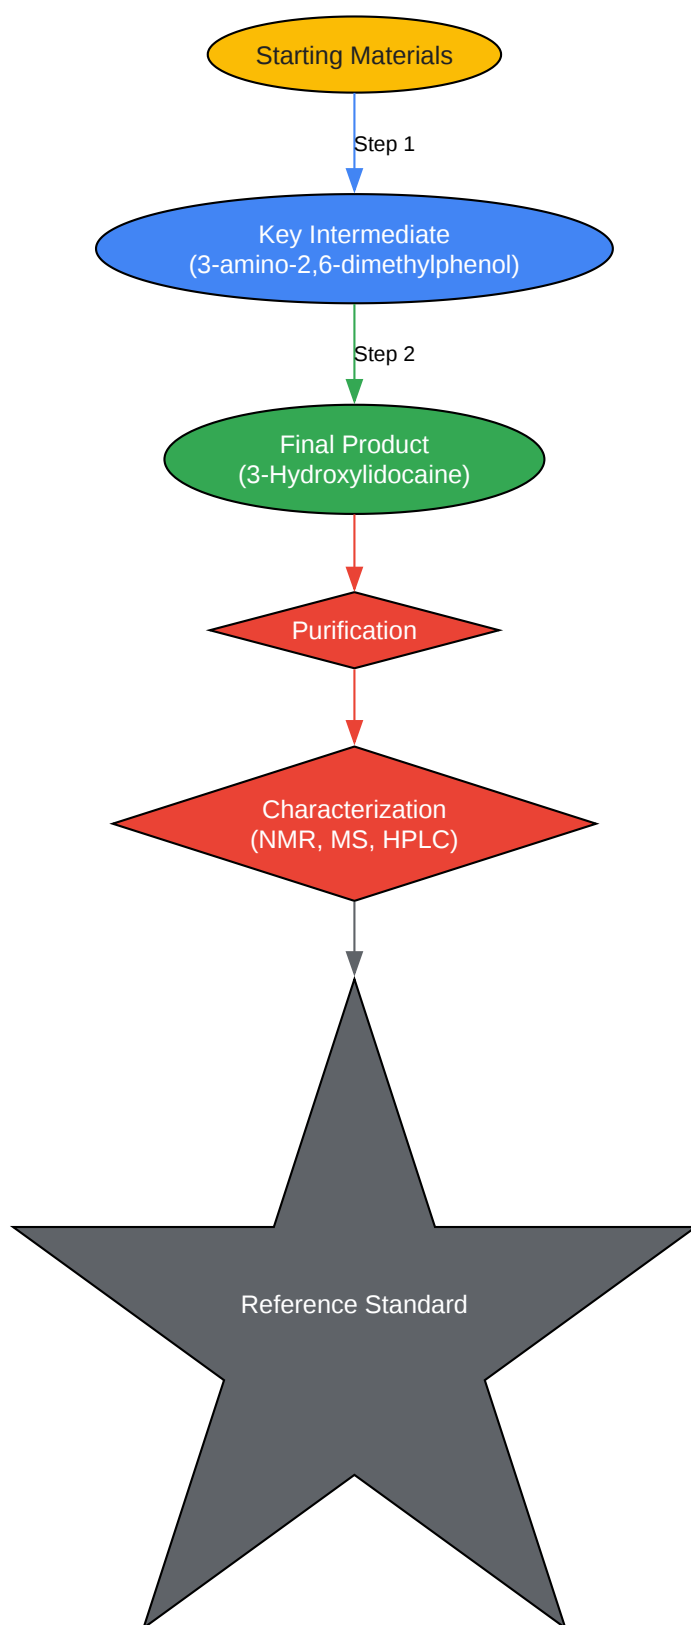 Starting Materials
Step 1
Key Intermediate
(3-amino-2,6-dimethylphenol)
Step 2
Final Product
(3-Hydroxylidocaine)
Purification
Characterization
(NMR, MS, HPLC)
Reference Standard